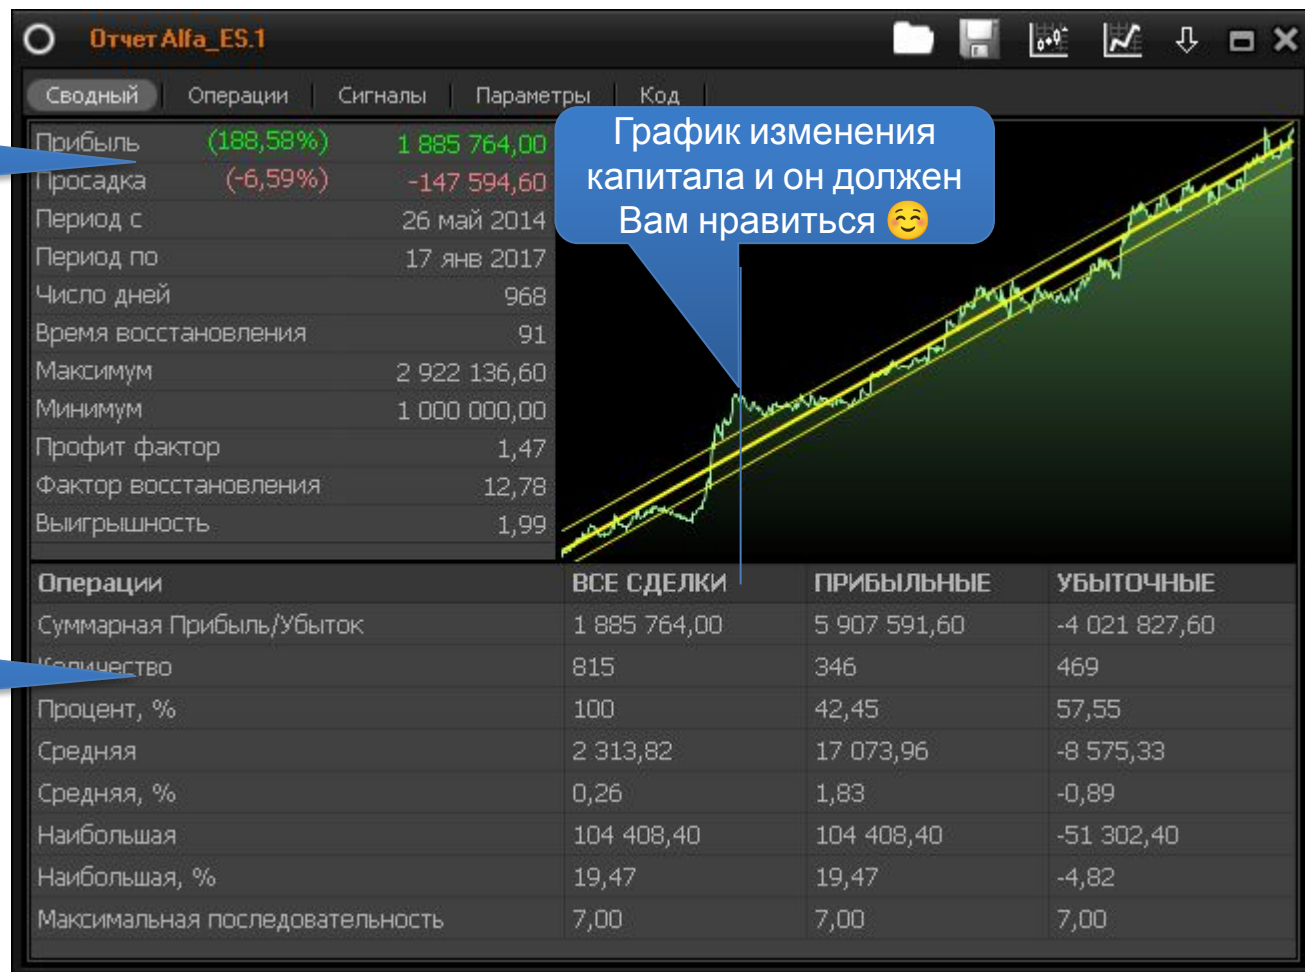 Отчет Alfa_ES.1
Сводный Операции Сигналы Параметры Код
Прибыль (188,58%) 1 885 764,00
Просадка (-6,59%) -147 594,60
Период с 26 май 2014
Период по 17 янв 2017
Число дней 968
Время восстановления 91
Максимум 2 922 136,60
Минимум 1 000 000,00
Профит фактор 1,47
Фактор восстановления 12,78
Выигрышность 1,99
График изменения
капитала и он должен
Вам нравиться ☺️
Операции ВСЕ СДЕЛКИ ПРИБЫЛЬНЫЕ УБЫТОЧНЫЕ
Суммарная Прибыль/Убыток 1 885 764,00 5 907 591,60 -4 021 827,60
Количество 815 346 469
Процент, % 100 42,45 57,55
Средняя 2 313,82 17 073,96 -8 575,33
Средняя, % 0,26 1,83 -0,89
Наибольшая 104 408,40 104 408,40 -51 302,40
Наибольшая, % 19,47 19,47 -4,82
Максимальная последовательность 7,00 7,00 7,00